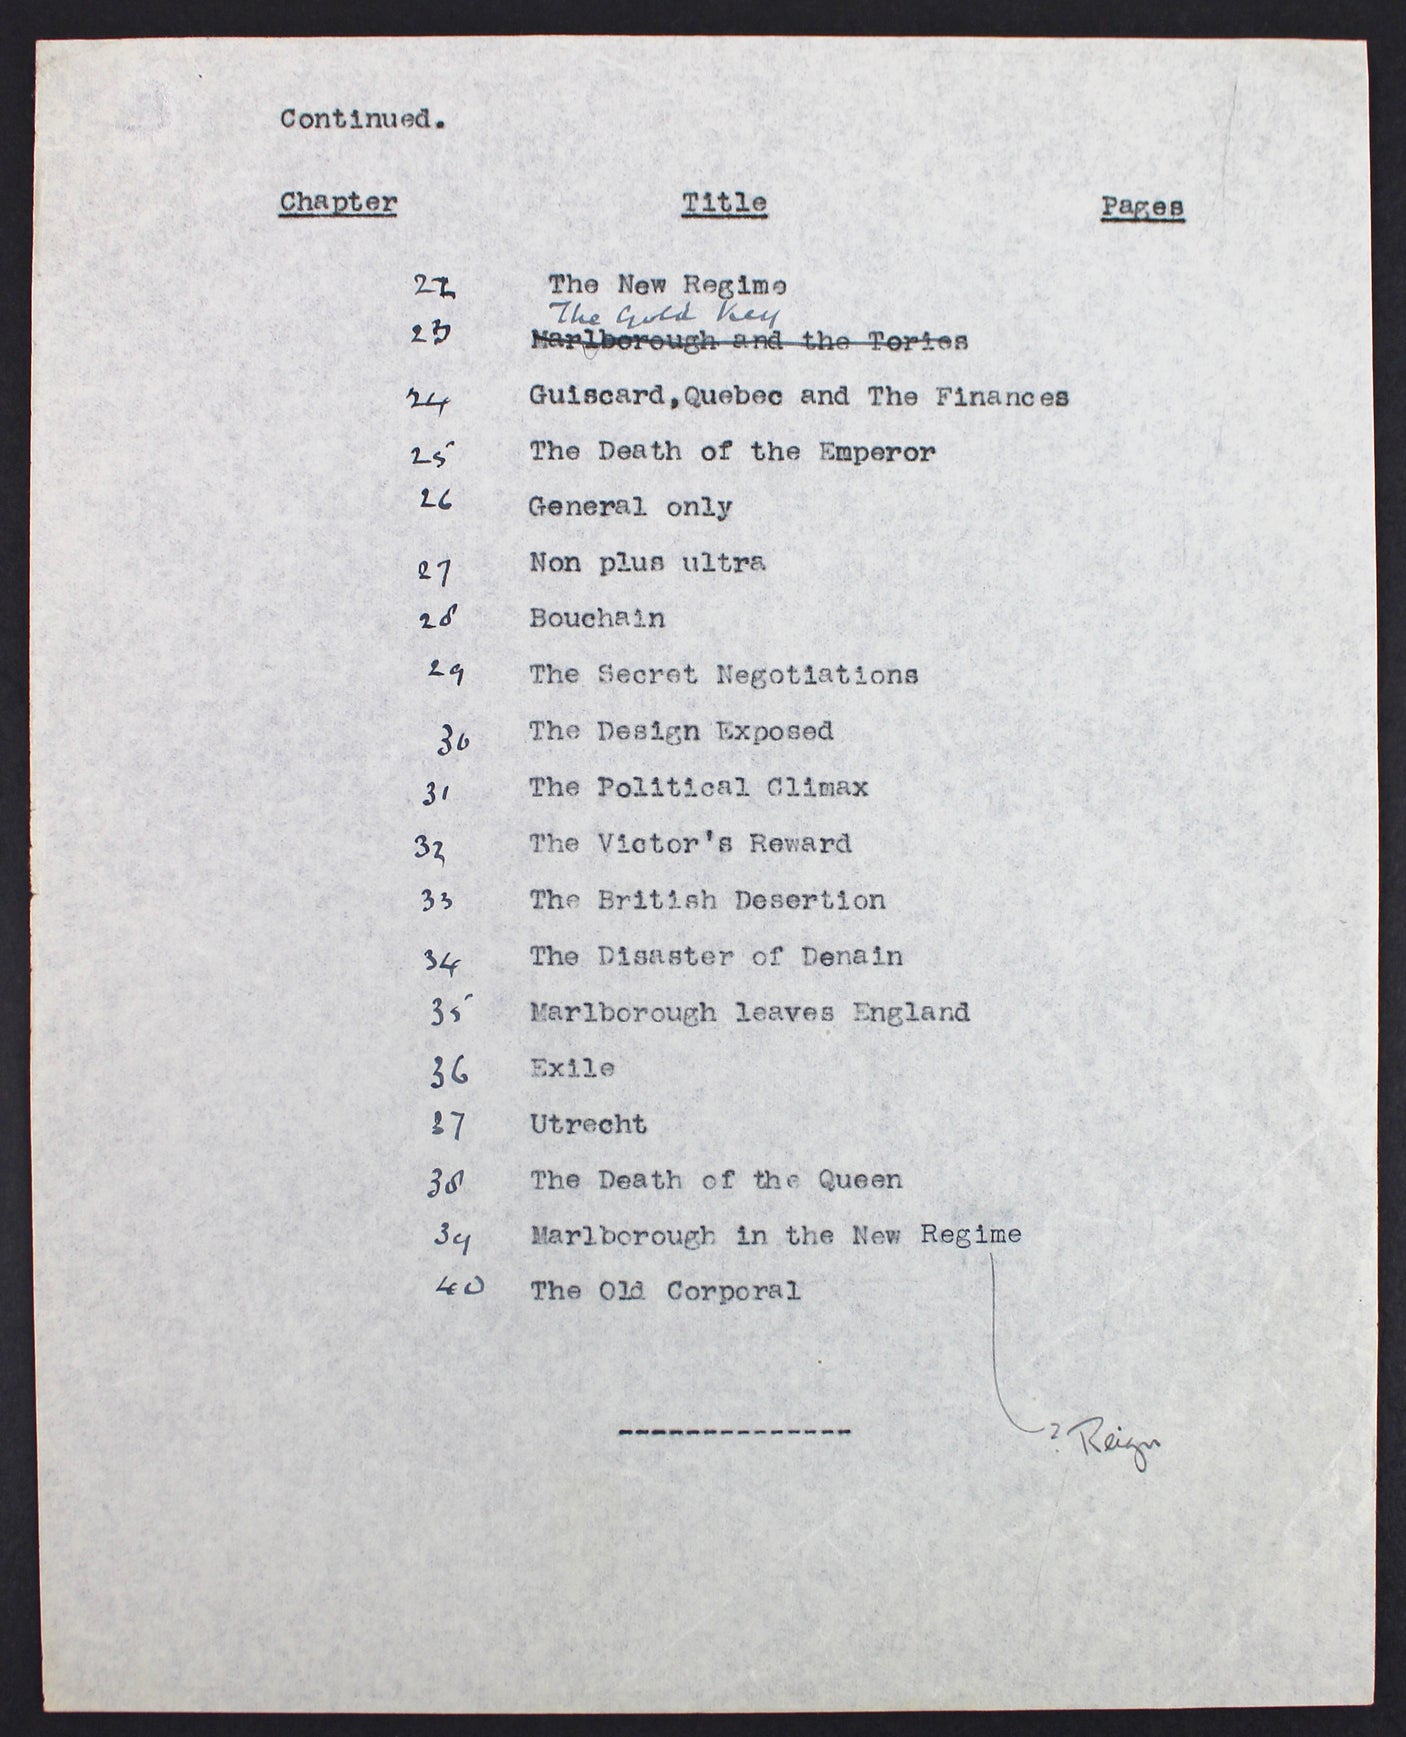 Continued.
Chapter Title Pages
22 The New Regime
The Gold Key
23 Marlborough and the Tories
24 Guiscard,Quebec and The Finances
25 The Death of the Emperor
26 General only
27 Non plus ultra
28 Bouchain
29 The Secret Negotiations
30 The Design Exposed
31 The Political Climax
32 The Victor's Reward
33 The British Desertion
34 The Disaster of Denain
35 Marlborough leaves England
36 Exile
37 Utrecht
38 The Death of the Queen
39 Marlborough in the New Regime
40 The Old Corporal
--------------
? Reign